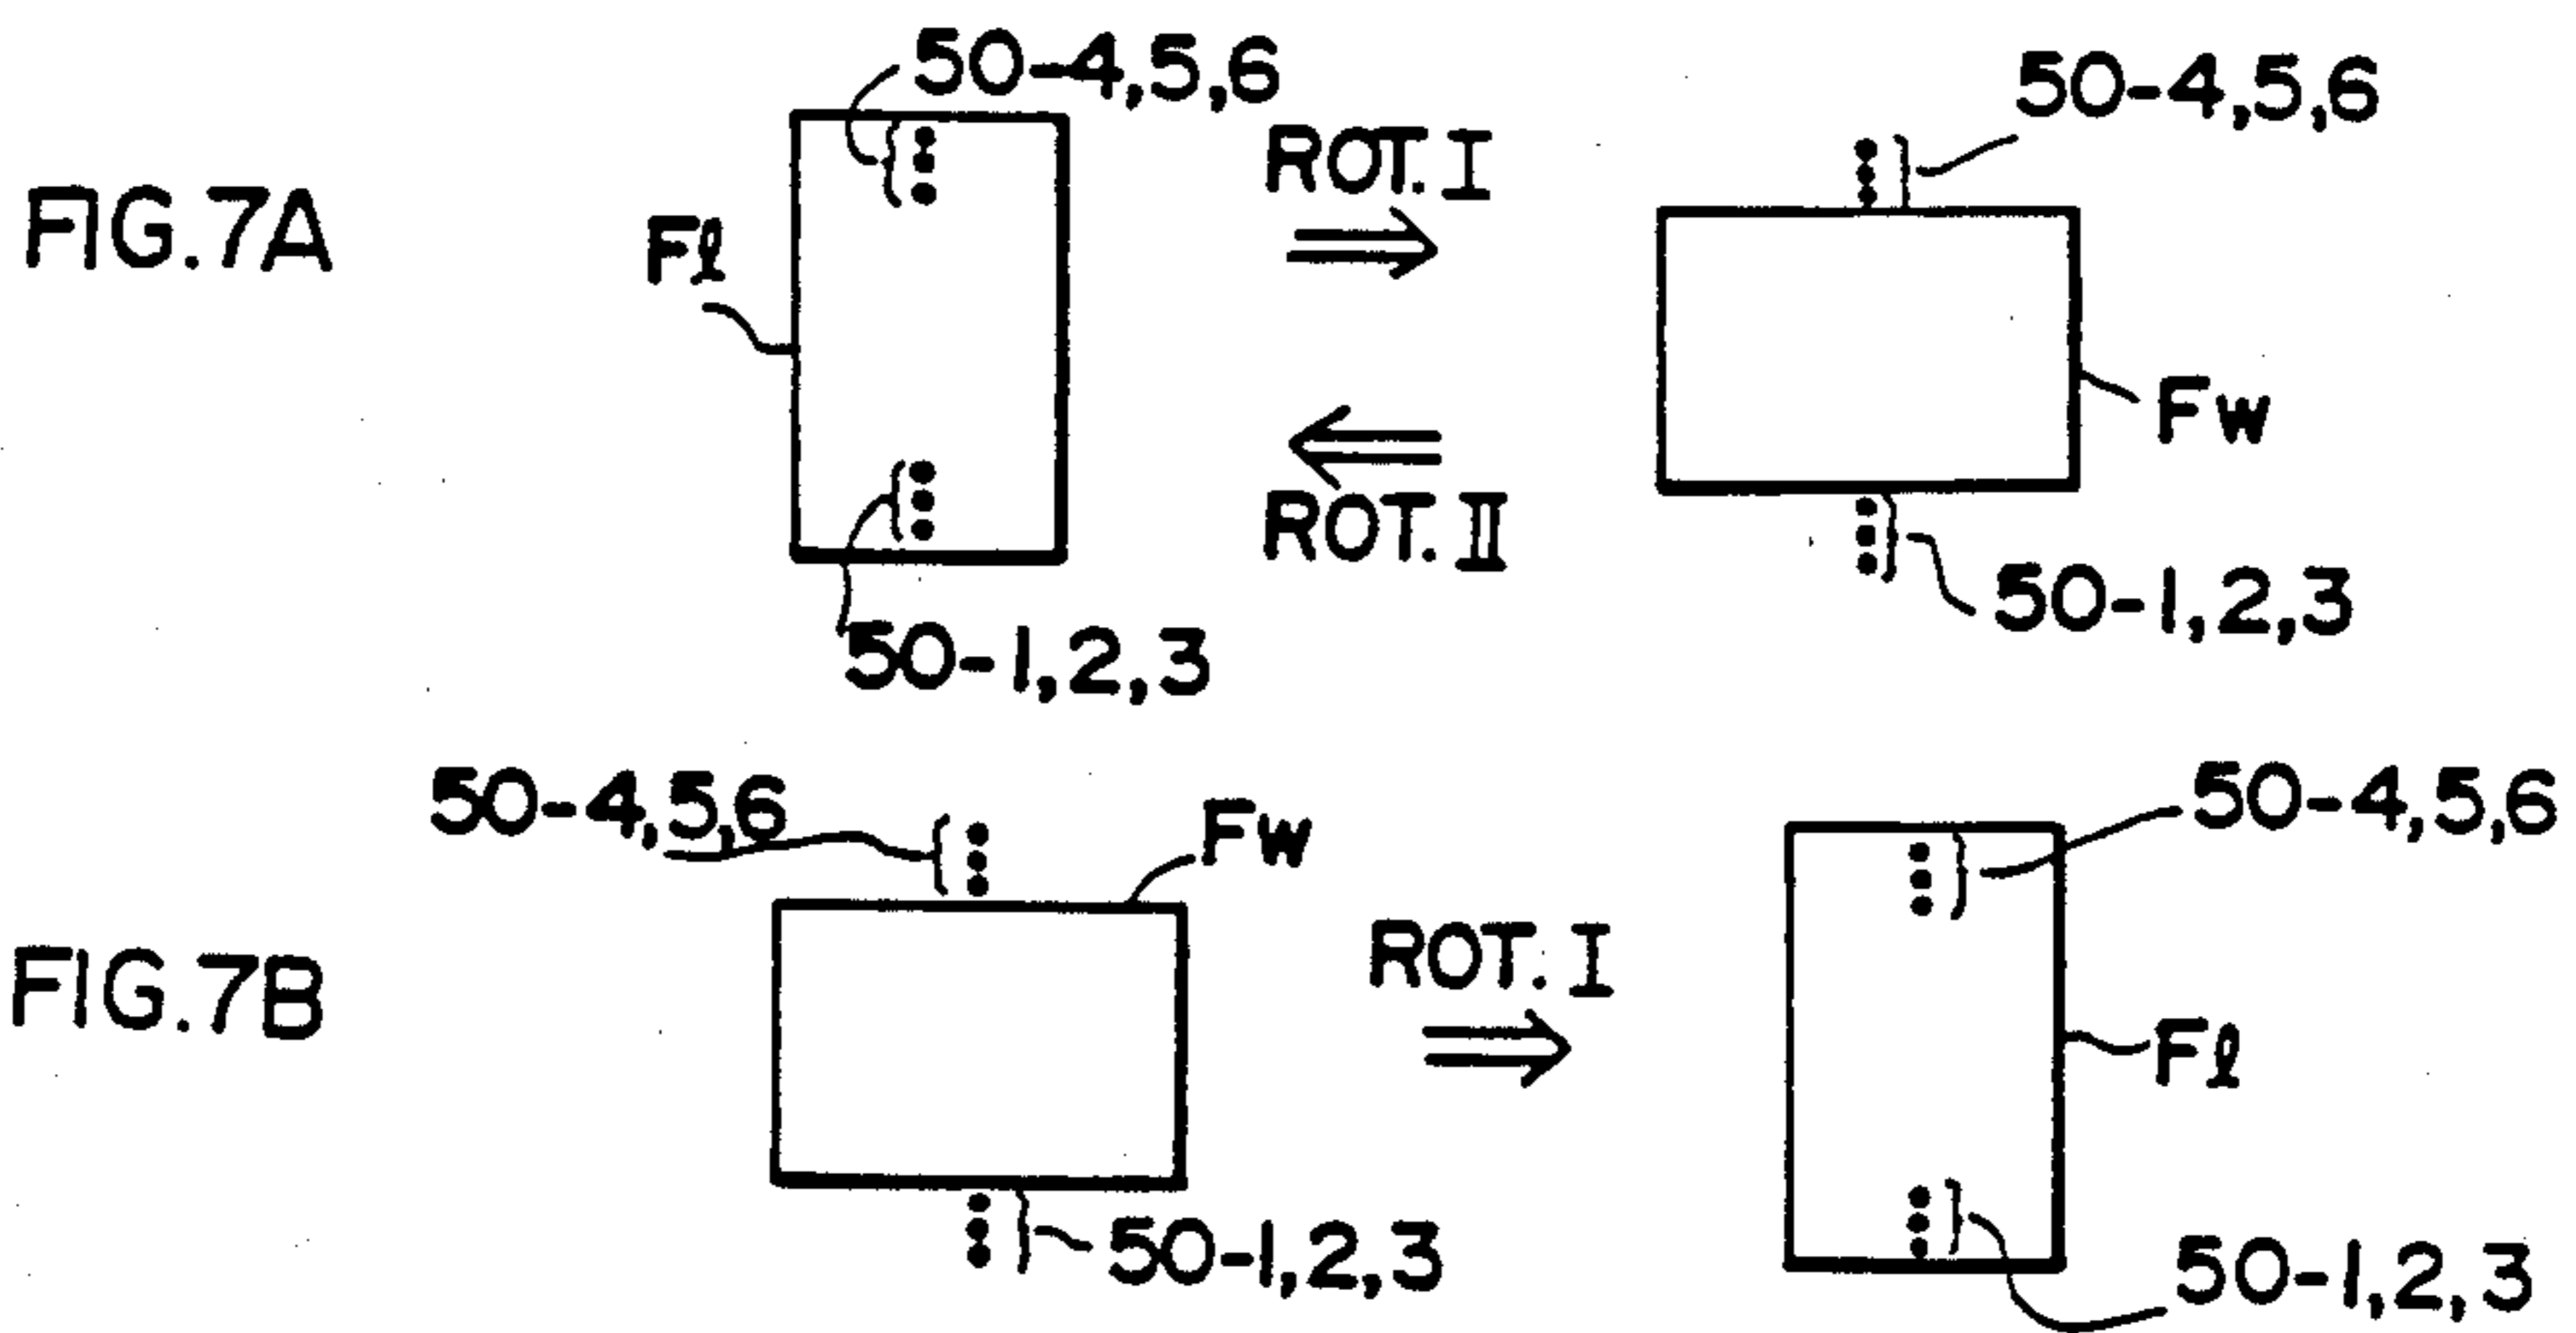 FIG.7A
50-4,5,6
Fl
50-1,2,3
ROT. I
ROT. II
50-4,5,6
Fw
50-1,2,3
FIG.7B
50-4,5,6
Fw
50-1,2,3
ROT. I
50-4,5,6
Fl
50-1,2,3